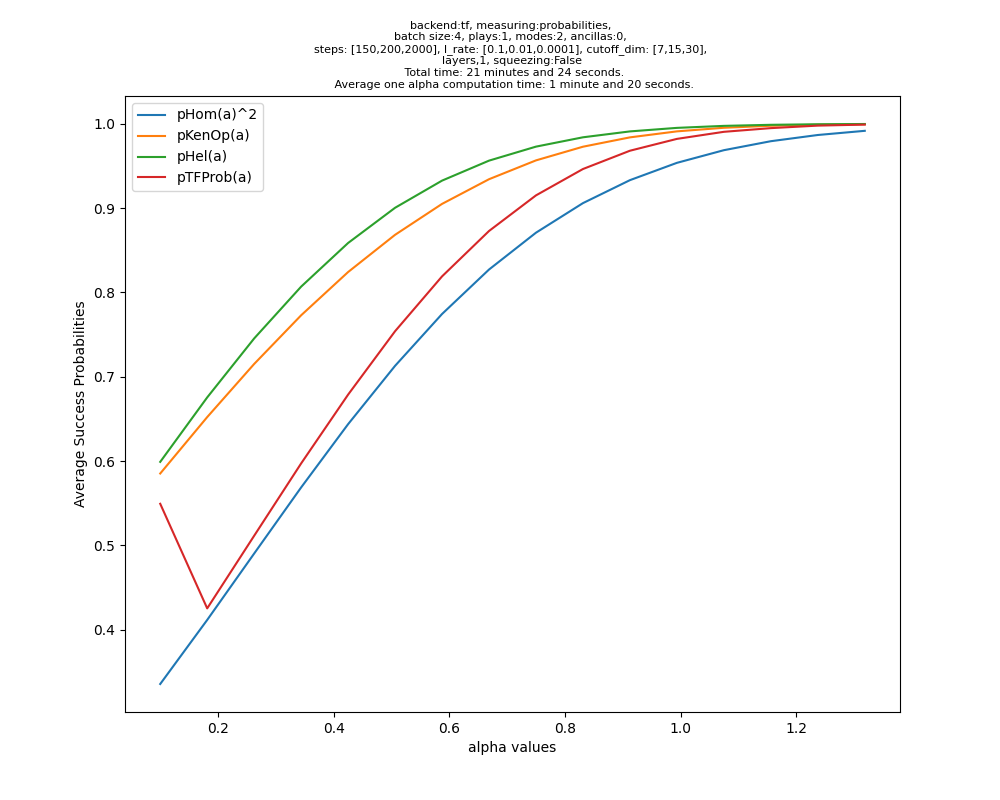 backend:tf, measuring:probabilities,
batch size:4, plays:1, modes:2, ancillas:0,
steps: [150,200,2000], l_rate: [0.1,0.01,0.0001], cutoff_dim: [7,15,30],
layers,1, squeezing:False
Total time: 21 minutes and 24 seconds.
Average one alpha computation time: 1 minute and 20 seconds.
pHom(a)^2
pKenOp(a)
pHel(a)
pTFProb(a)
1.0
0.9
0.8
0.7
0.6
0.5
0.4
Average Success Probabilities
0.2 0.4 0.6 0.8 1.0 1.2
alpha values